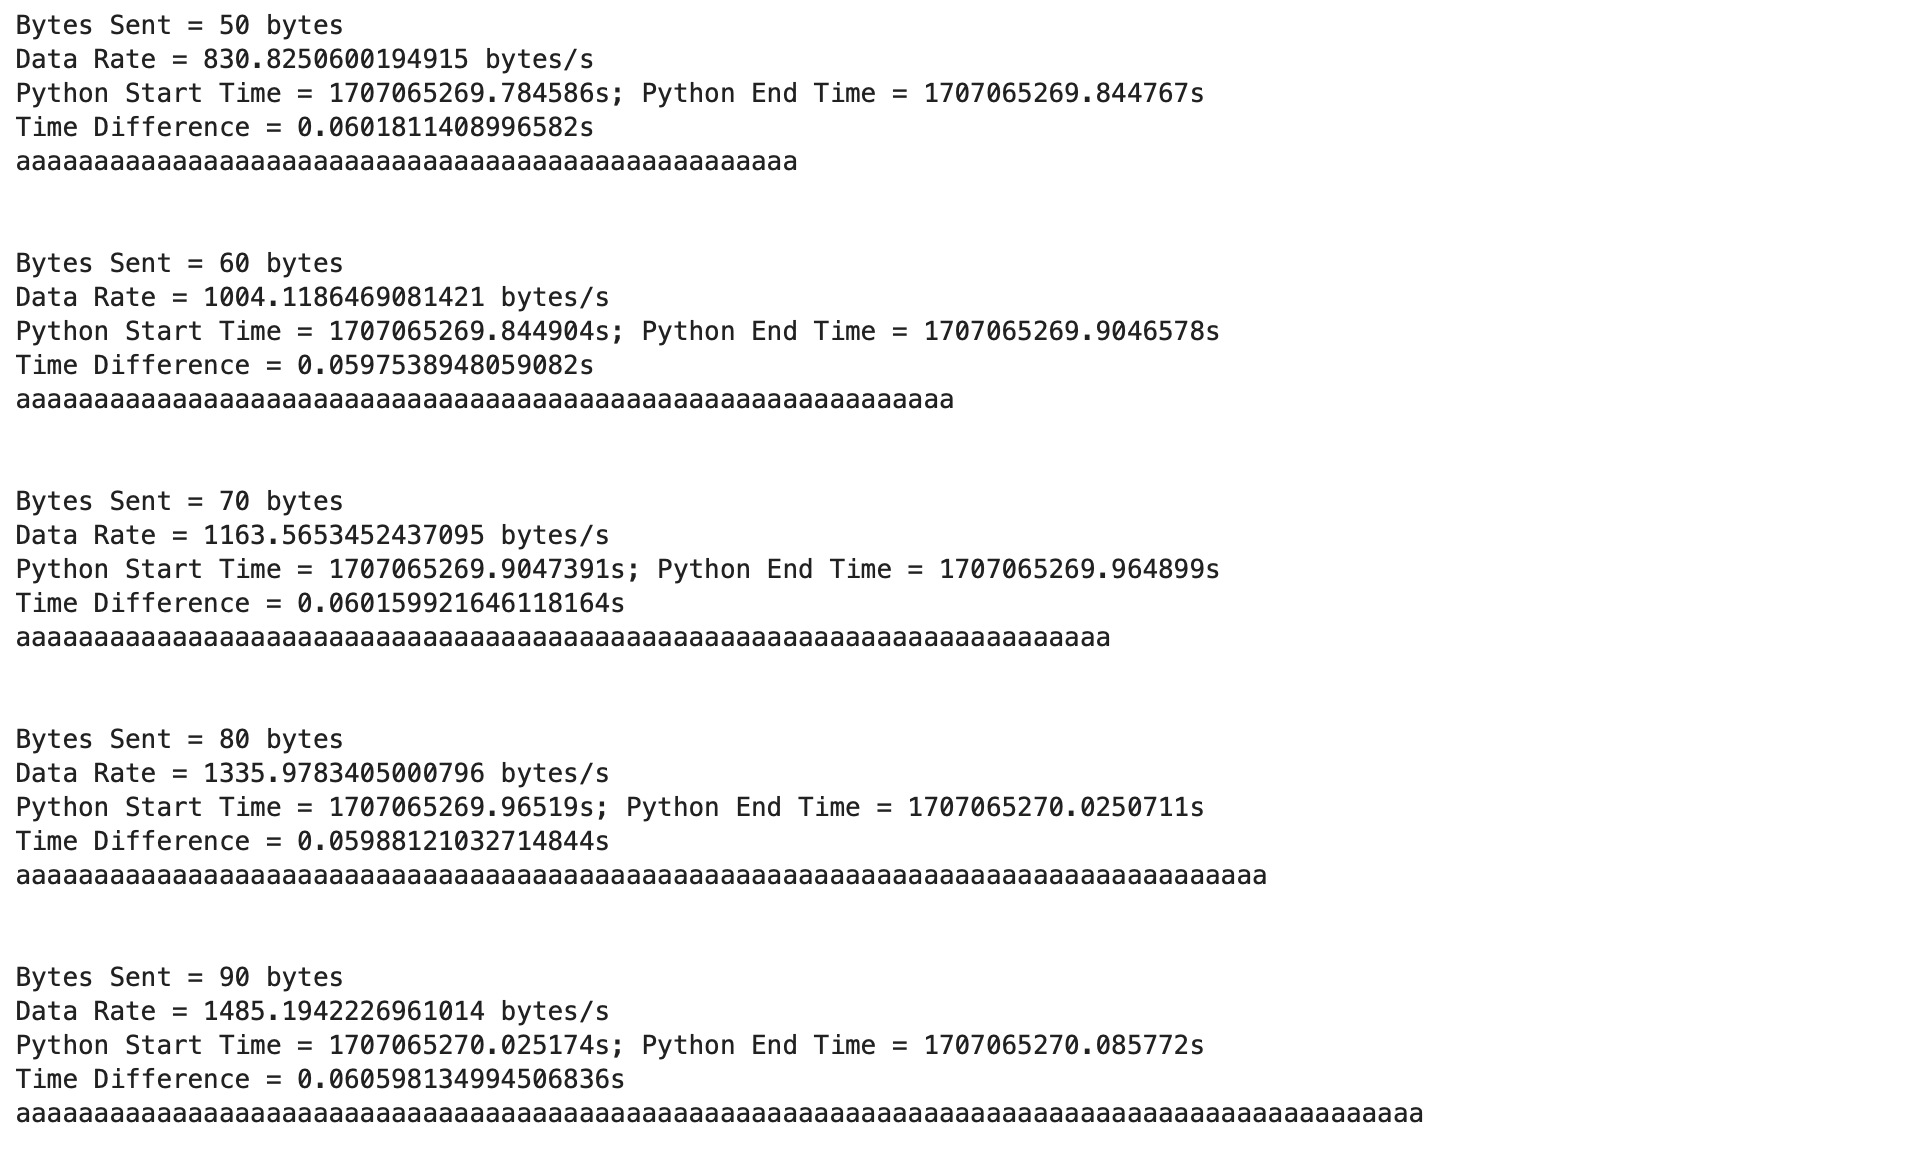 Bytes Sent = 50 bytes
Data Rate = 830.8250600194915 bytes/s
Python Start Time = 1707065269.784586s; Python End Time = 1707065269.844767s
Time Difference = 0.0601811408996582s
aaaaaaaaaaaaaaaaaaaaaaaaaaaaaaaaaaaaaaaaaaaaaaaaaa
Bytes Sent = 60 bytes
Data Rate = 1004.1186469081421 bytes/s
Python Start Time = 1707065269.844904s; Python End Time = 1707065269.9046578s
Time Difference = 0.0597538948059082s
aaaaaaaaaaaaaaaaaaaaaaaaaaaaaaaaaaaaaaaaaaaaaaaaaaaaaaaaaaaa
Bytes Sent = 70 bytes
Data Rate = 1163.5653452437095 bytes/s
Python Start Time = 1707065269.9047391s; Python End Time = 1707065269.964899s
Time Difference = 0.060159921646118164s
aaaaaaaaaaaaaaaaaaaaaaaaaaaaaaaaaaaaaaaaaaaaaaaaaaaaaaaaaaaaaaaaaaaaaa
Bytes Sent = 80 bytes
Data Rate = 1335.9783405000796 bytes/s
Python Start Time = 1707065269.96519s; Python End Time = 1707065270.0250711s
Time Difference = 0.05988121032714844s
aaaaaaaaaaaaaaaaaaaaaaaaaaaaaaaaaaaaaaaaaaaaaaaaaaaaaaaaaaaaaaaaaaaaaaaaaaaaaaaa
Bytes Sent = 90 bytes
Data Rate = 1485.1942226961014 bytes/s
Python Start Time = 1707065270.025174s; Python End Time = 1707065270.085772s
Time Difference = 0.060598134994506836s
aaaaaaaaaaaaaaaaaaaaaaaaaaaaaaaaaaaaaaaaaaaaaaaaaaaaaaaaaaaaaaaaaaaaaaaaaaaaaaaaaaaaaaaaaa